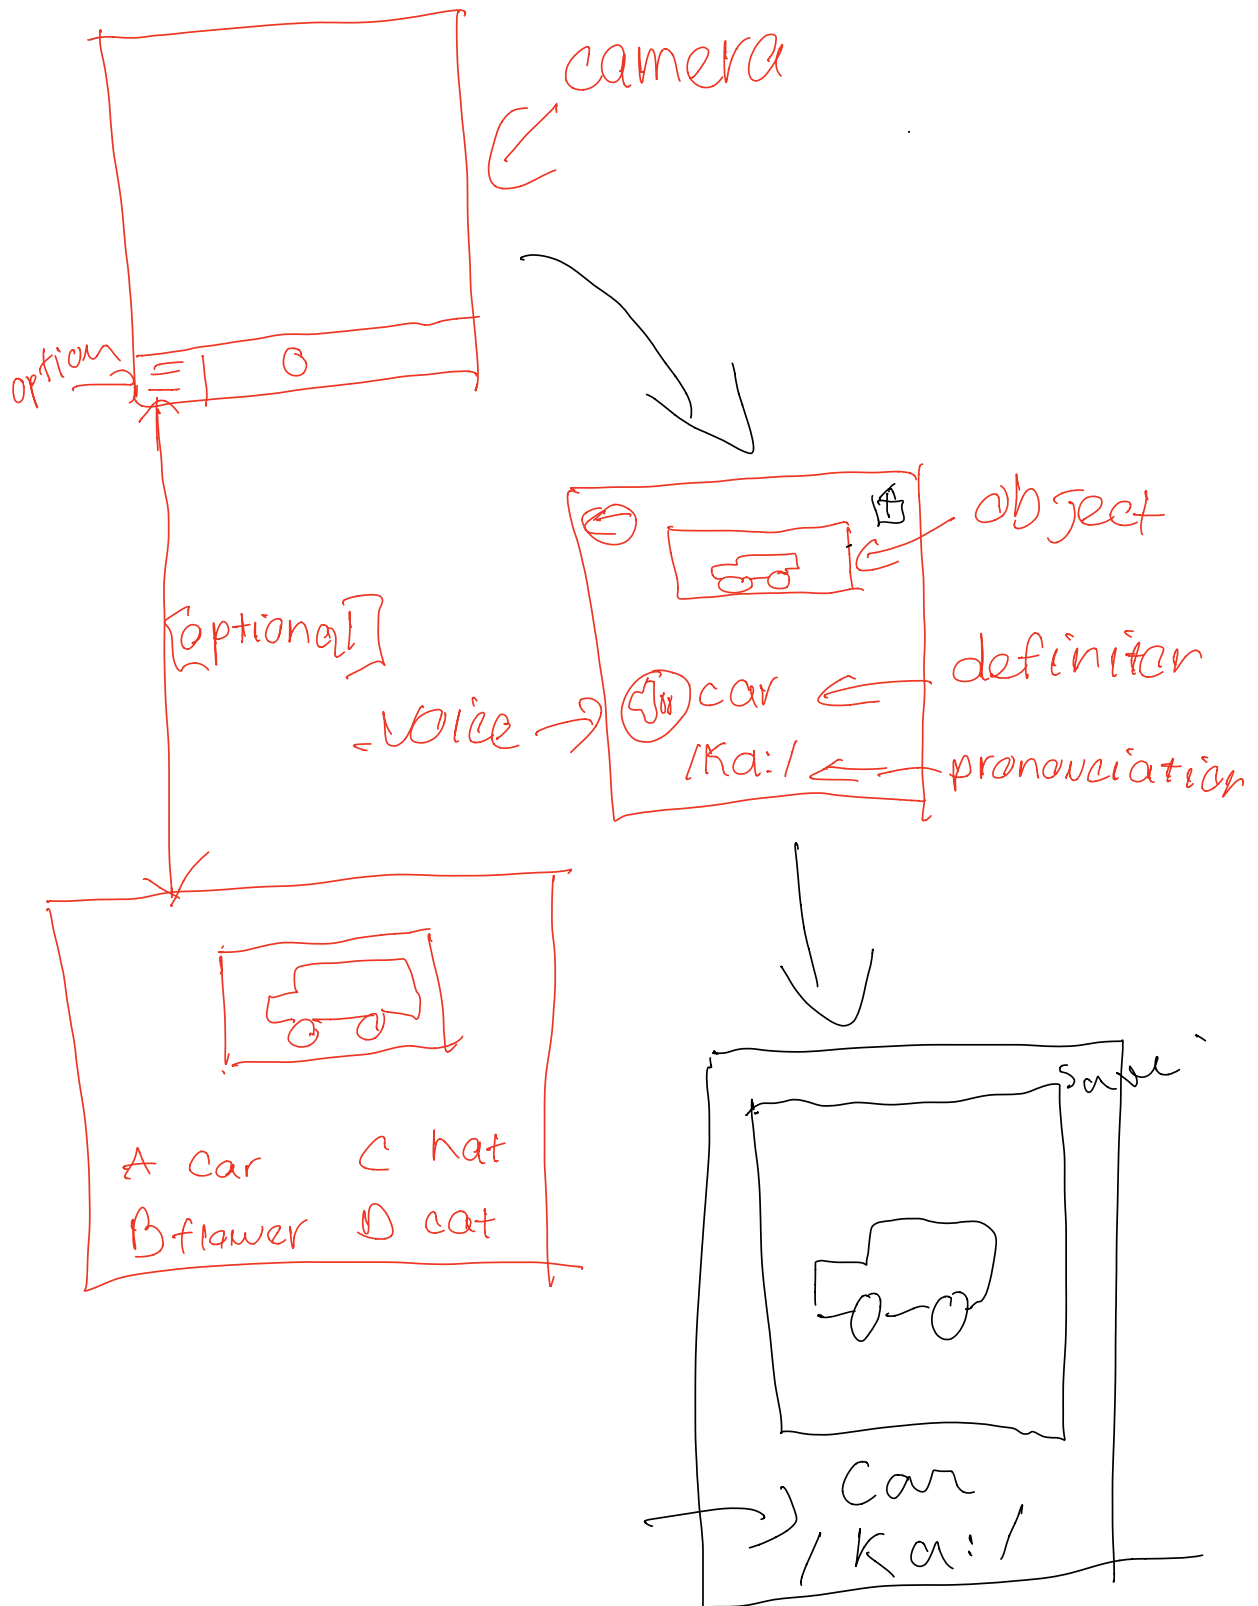 camera
option
object
[optional]
definiton
voice
car
/Ka:/
pronounciation
save
A car
C hat
B flower
D cat
car
/Ka:/